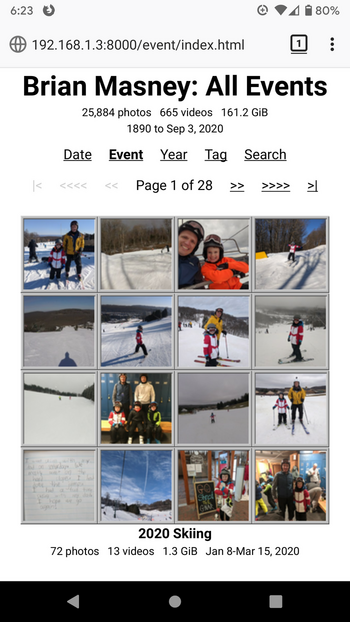 6:23
80%
192.168.1.3:8000/event/index.html
1
Brian Masney: All Events
25,884 photos 665 videos 161.2 GiB
1890 to Sep 3, 2020
Date Event Year Tag Search
|< <<<< << Page 1 of 28 >> >>>> >|
2020 Skiing
72 photos 13 videos 1.3 GiB Jan 8-Mar 15, 2020